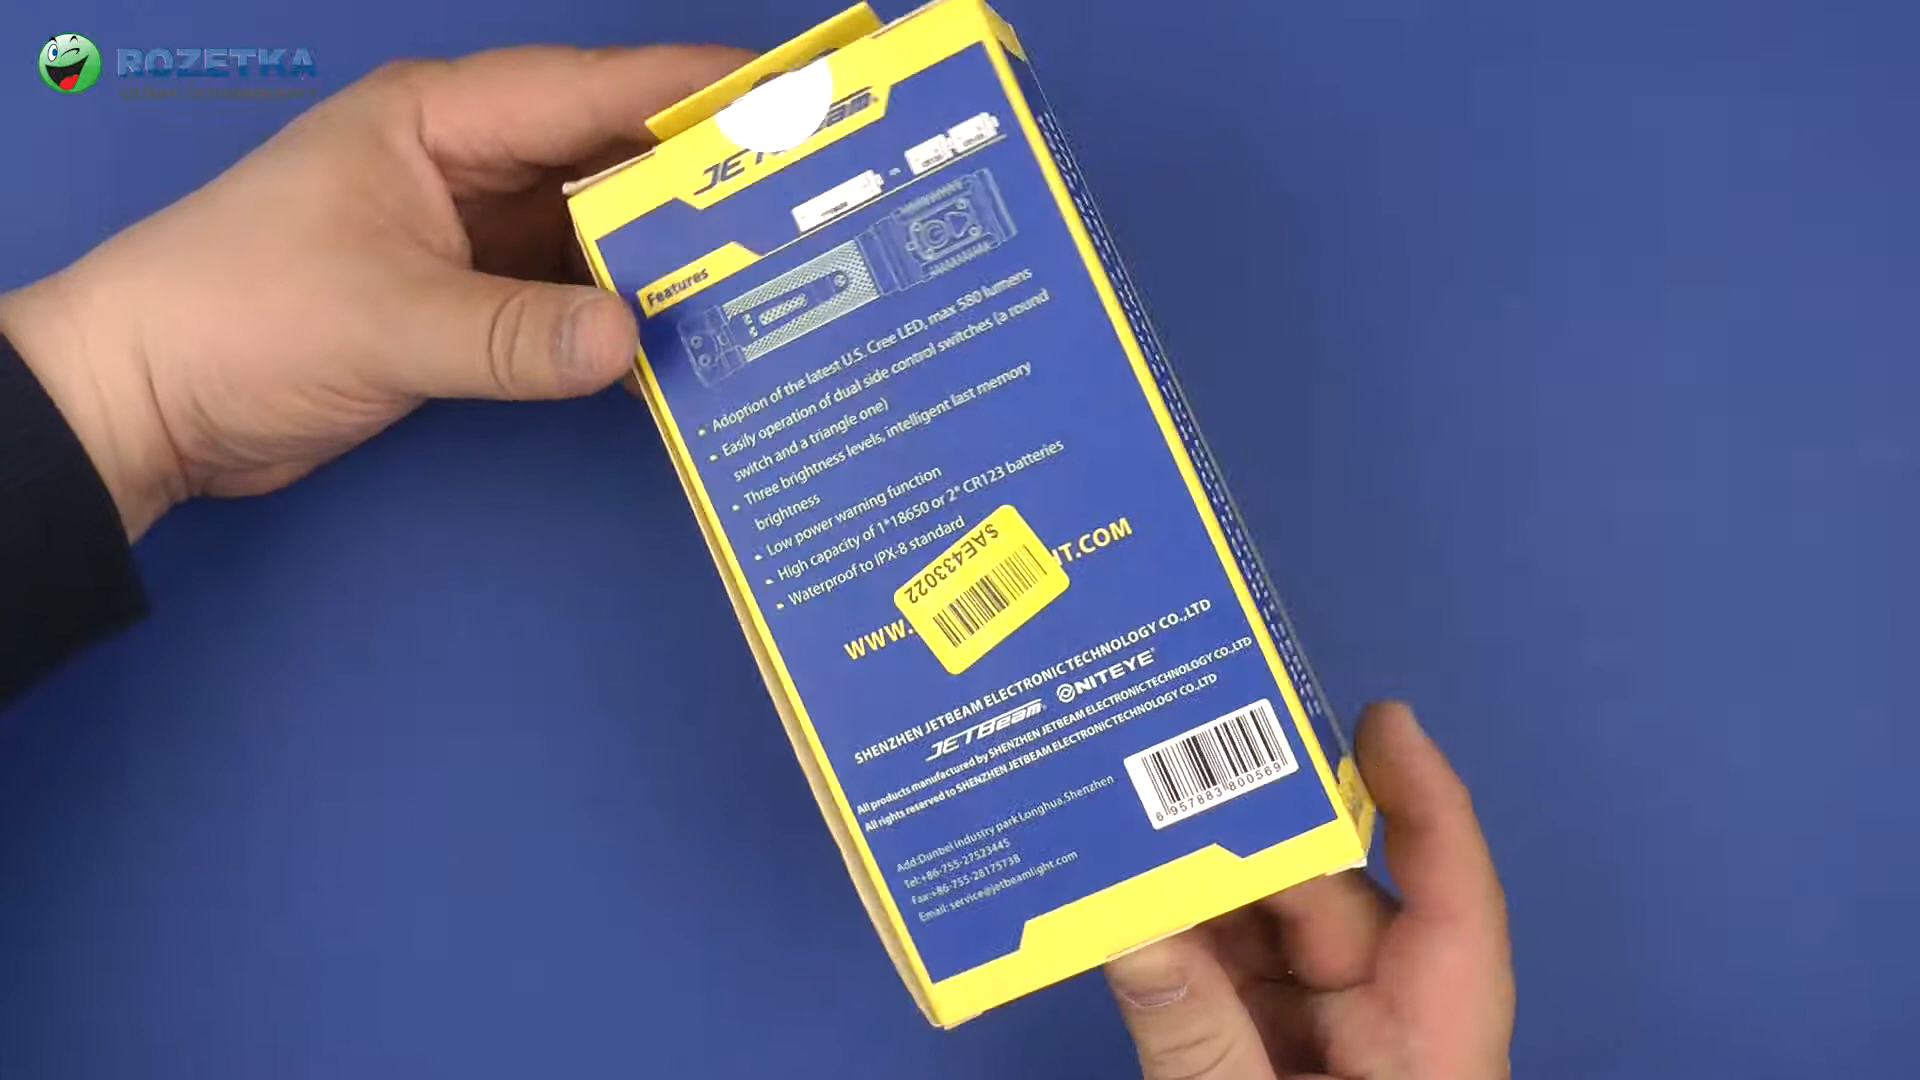 ROZETKA
JETBeam
Features
Adoption of the latest U.S. Cree LED, max 580 lumens
Easily operation of dual side control switches (a round
switch and a triangle one)
Three brightness levels, intelligent last memory
brightness
Low power warning function
High capacity of 1*18650 or 2* CR123 batteries
Waterproof to IPX-8 standard
SAE433022
WWW. HT.COM
SHENZHEN JETBEAM ELECTRONIC TECHNOLOGY CO.,LTD
JETBeam NITEYE
All products manufactured by SHENZHEN JETBEAM ELECTRONIC TECHNOLOGY CO.,LTD
All rights reserved to SHENZHEN JETBEAM ELECTRONIC TECHNOLOGY CO.,LTD
6 957883 800569
Add:Dunbei industry park Longhua,Shenzhen
Tel:+86-755-27523445
Fax:+86-755-28175738
Email: service@jetbeamlight.com